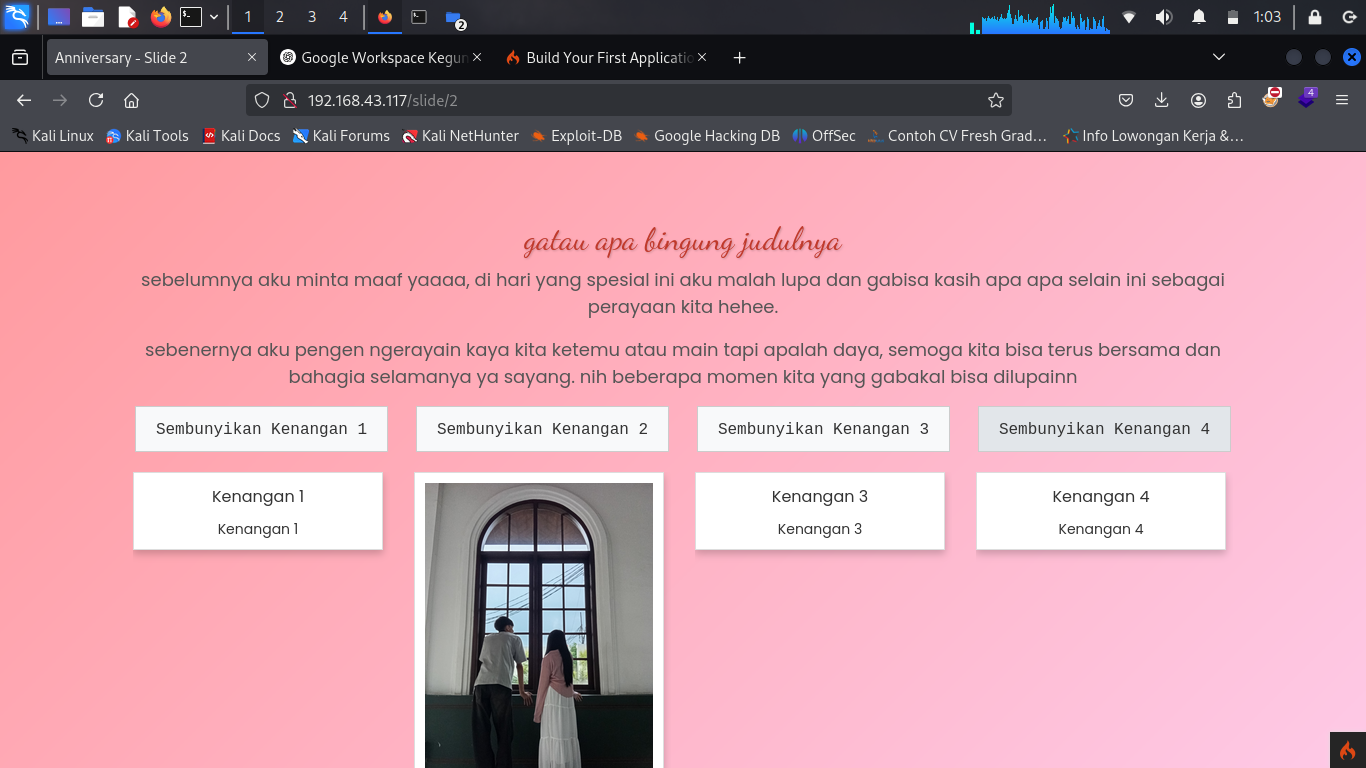 1
2
3
4
2
1:03
Anniversary - Slide 2
Google Workspace Kegun
Build Your First Applicatio
192.168.43.117/slide/2
4
Kali Linux
Kali Tools
Kali Docs
Kali Forums
Kali NetHunter
Exploit-DB
Google Hacking DB
OffSec
Contoh CV Fresh Grad…
Info Lowongan Kerja &…
gatau apa bingung judulnya
sebelumnya aku minta maaf yaaaa, di hari yang spesial ini aku malah lupa dan gabisa kasih apa apa selain ini sebagai
perayaan kita hehee.
sebenernya aku pengen ngerayain kaya kita ketemu atau main tapi apalah daya, semoga kita bisa terus bersama dan
bahagia selamanya ya sayang. nih beberapa momen kita yang gabakal bisa dilupainn
Sembunyikan Kenangan 1
Sembunyikan Kenangan 2
Sembunyikan Kenangan 3
Sembunyikan Kenangan 4
Kenangan 1
Kenangan 1
Kenangan 3
Kenangan 3
Kenangan 4
Kenangan 4